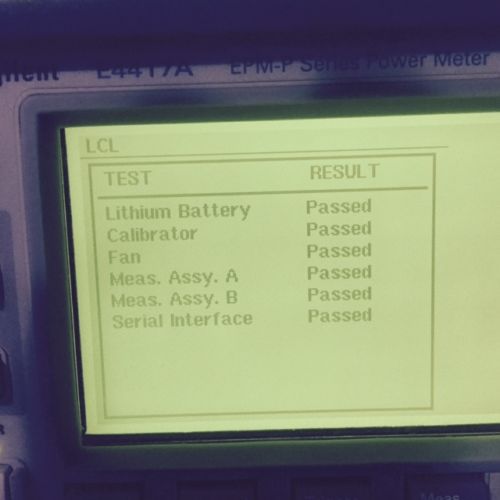 E4417A EPM-P Series Power Meter
LCL
TEST RESULT
Lithium Battery Passed
Calibrator Passed
Fan Passed
Meas. Assy. A Passed
Meas. Assy. B Passed
Serial Interface Passed